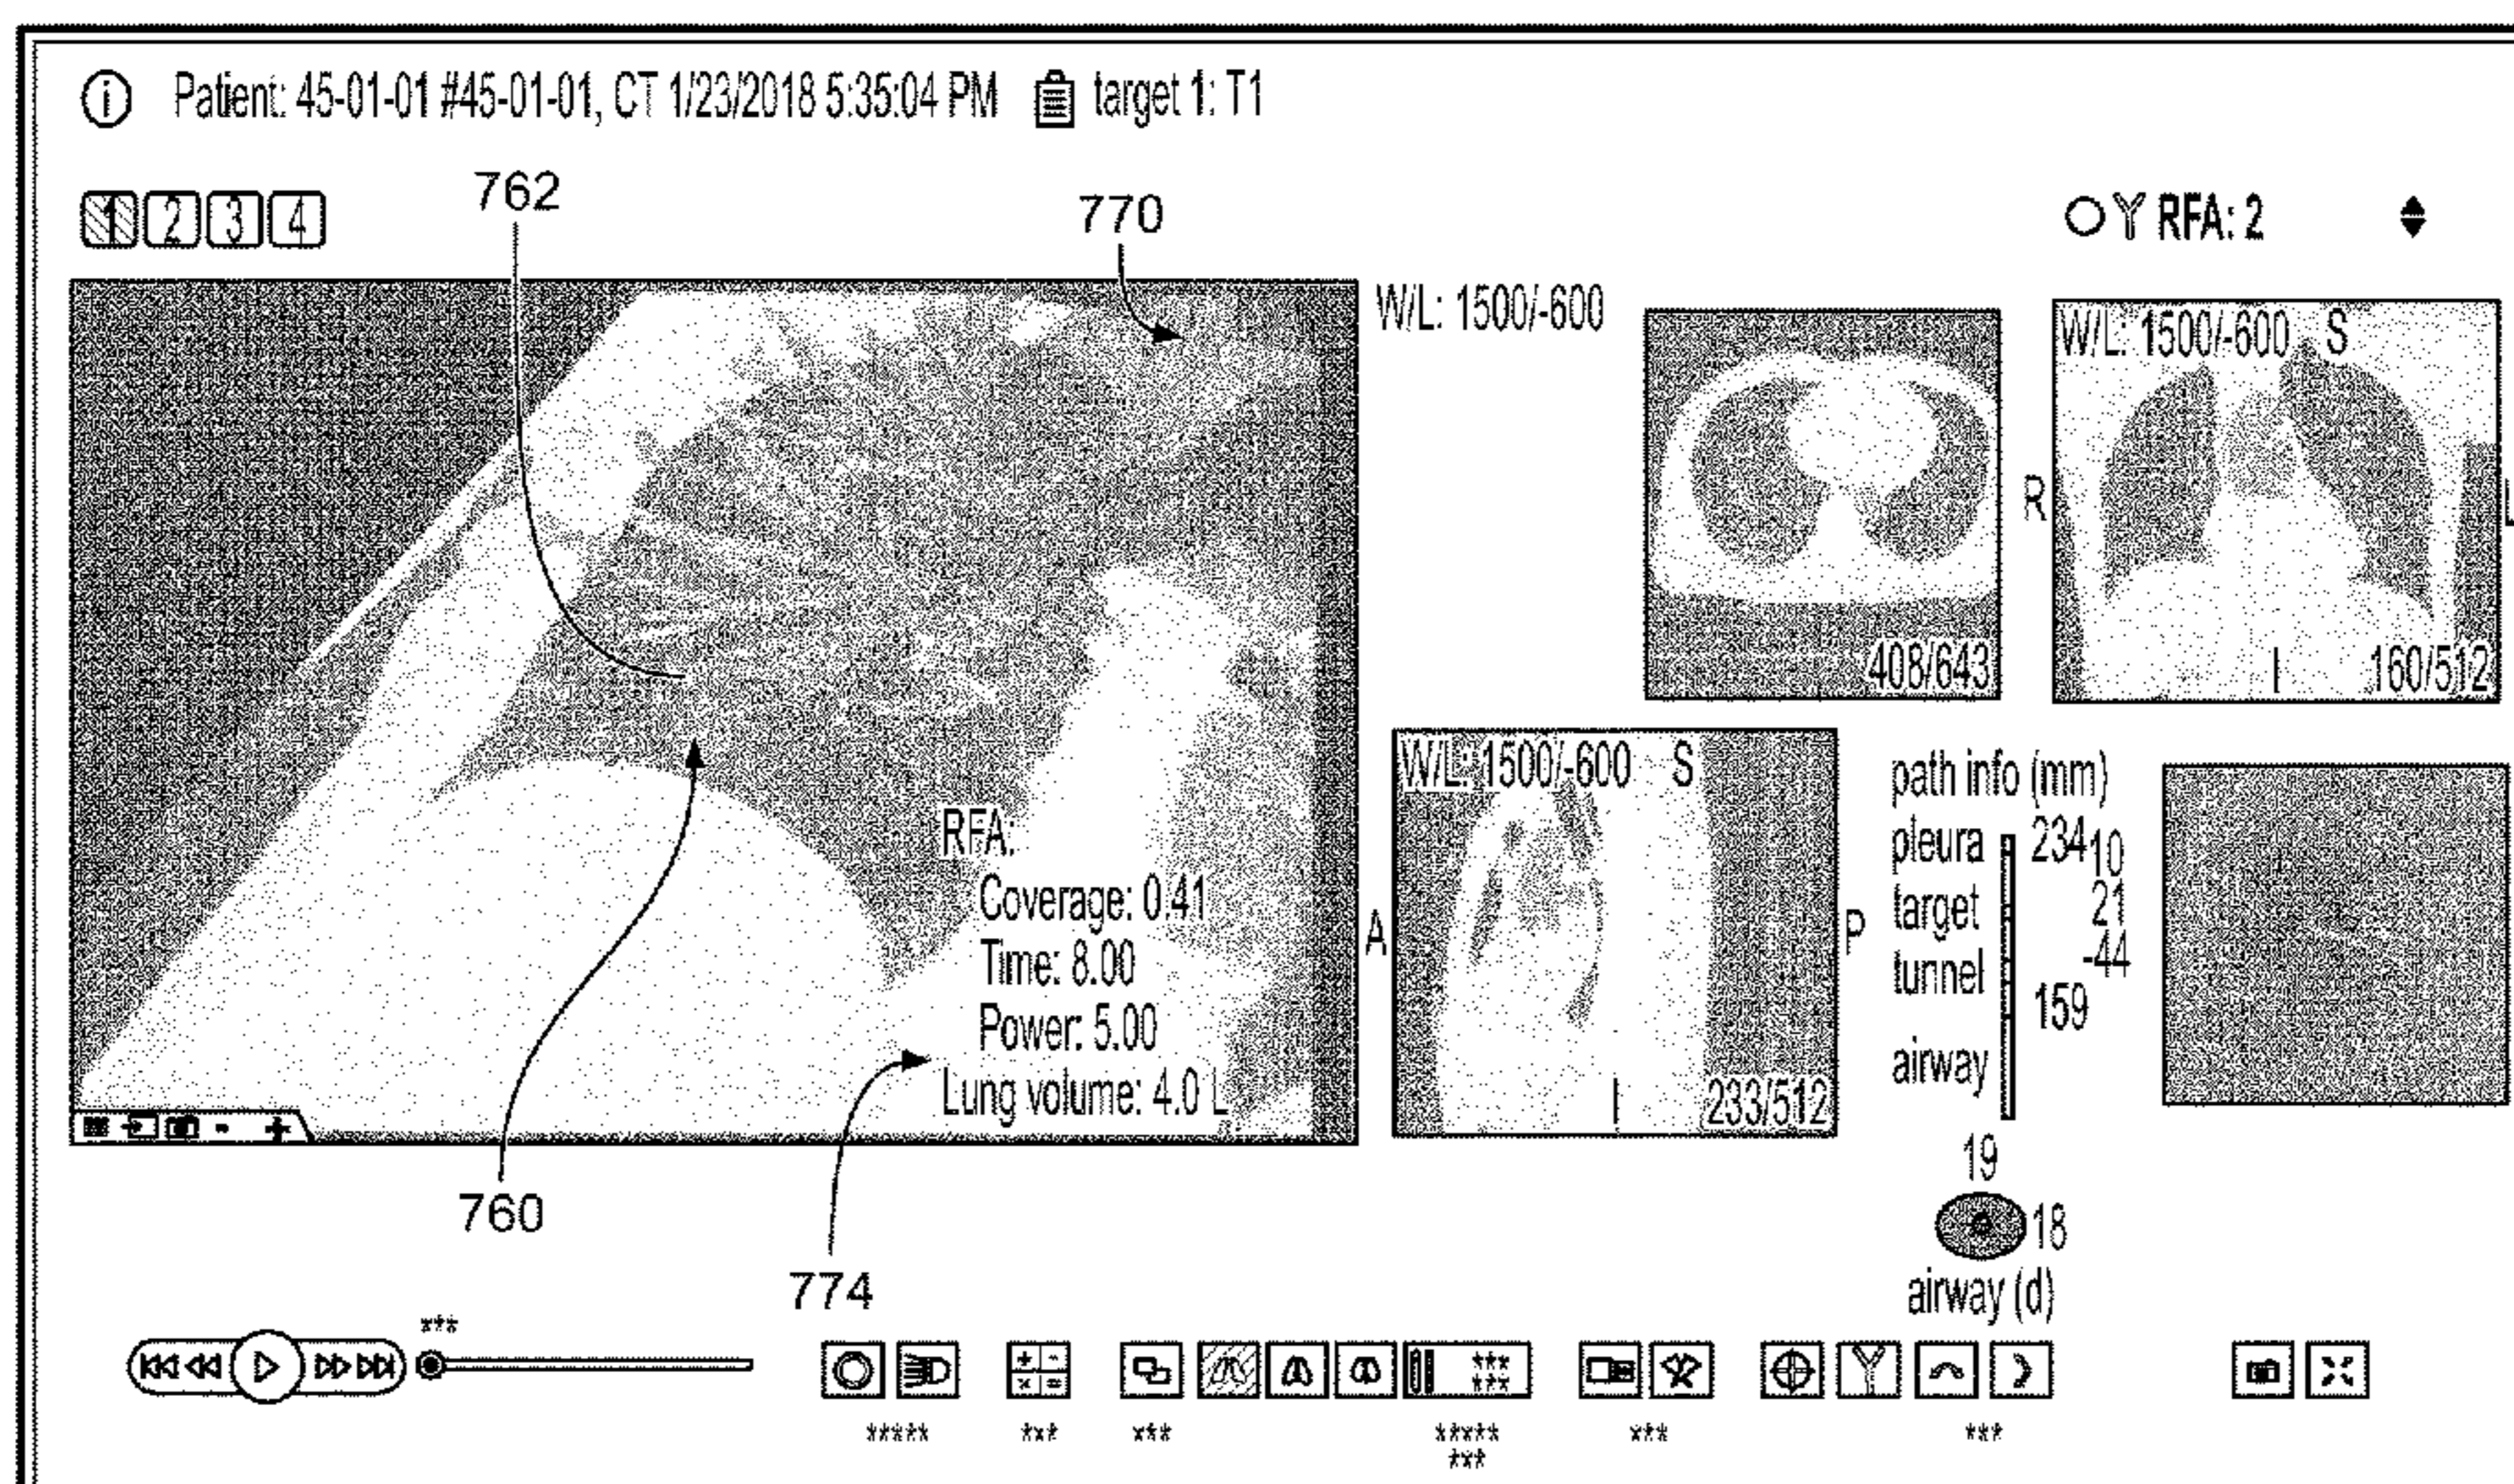 Patient: 45-01-01 #45-01-01, CT 1/23/2018 5:35:04 PM target 1: T1
1 2 3 4
762
770
RFA: 2
W/L: 1500/-600
408/643
W/L: 1500/-600 S
R
L
I
160/512
RFA:
Coverage: 0.41
Time: 8.00
Power: 5.00
Lung volume: 4.0 L
W/L: 1500/-600 S
A
P
I
233/512
path info (mm)
pleura 234 10
target 21
tunnel -44
159
airway
19
18
airway (d)
760
774
***
***** *** *** ***** *** ***
***